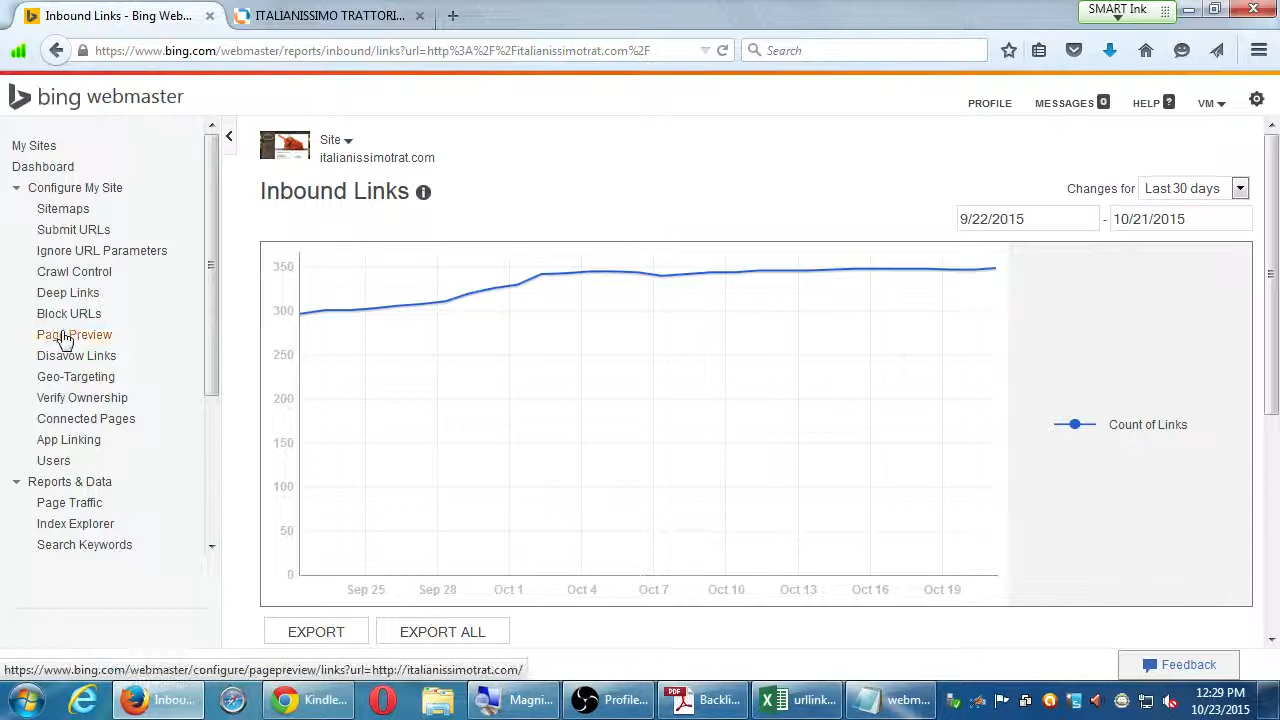 Inbound Links - Bing Web...
ITALIANISSIMO TRATTORI...
SMART Ink
https://www.bing.com/webmaster/reports/inbound/links?url=http%3A%2F%2Fitalianissimotrat.com%2F
Search
bing webmaster
PROFILE
MESSAGES 0
HELP ?
VM
My Sites
Dashboard
Configure My Site
Sitemaps
Submit URLs
Ignore URL Parameters
Crawl Control
Deep Links
Block URLs
Page Preview
Disavow Links
Geo-Targeting
Verify Ownership
Connected Pages
App Linking
Users
Reports & Data
Page Traffic
Index Explorer
Search Keywords
Site
italianissimotrat.com
Inbound Links
Changes for Last 30 days
9/22/2015 - 10/21/2015
350
300
250
200
150
100
50
0
Sep 25 Sep 28 Oct 1 Oct 4 Oct 7 Oct 10 Oct 13 Oct 16 Oct 19
Count of Links
EXPORT EXPORT ALL
https://www.bing.com/webmaster/configure/pagepreview/links?url=http://italianissimotrat.com/
Feedback
Inbou...
Kindle...
Magni...
Profile...
PDF
Backli...
urllink...
webm...
12:29 PM
10/23/2015